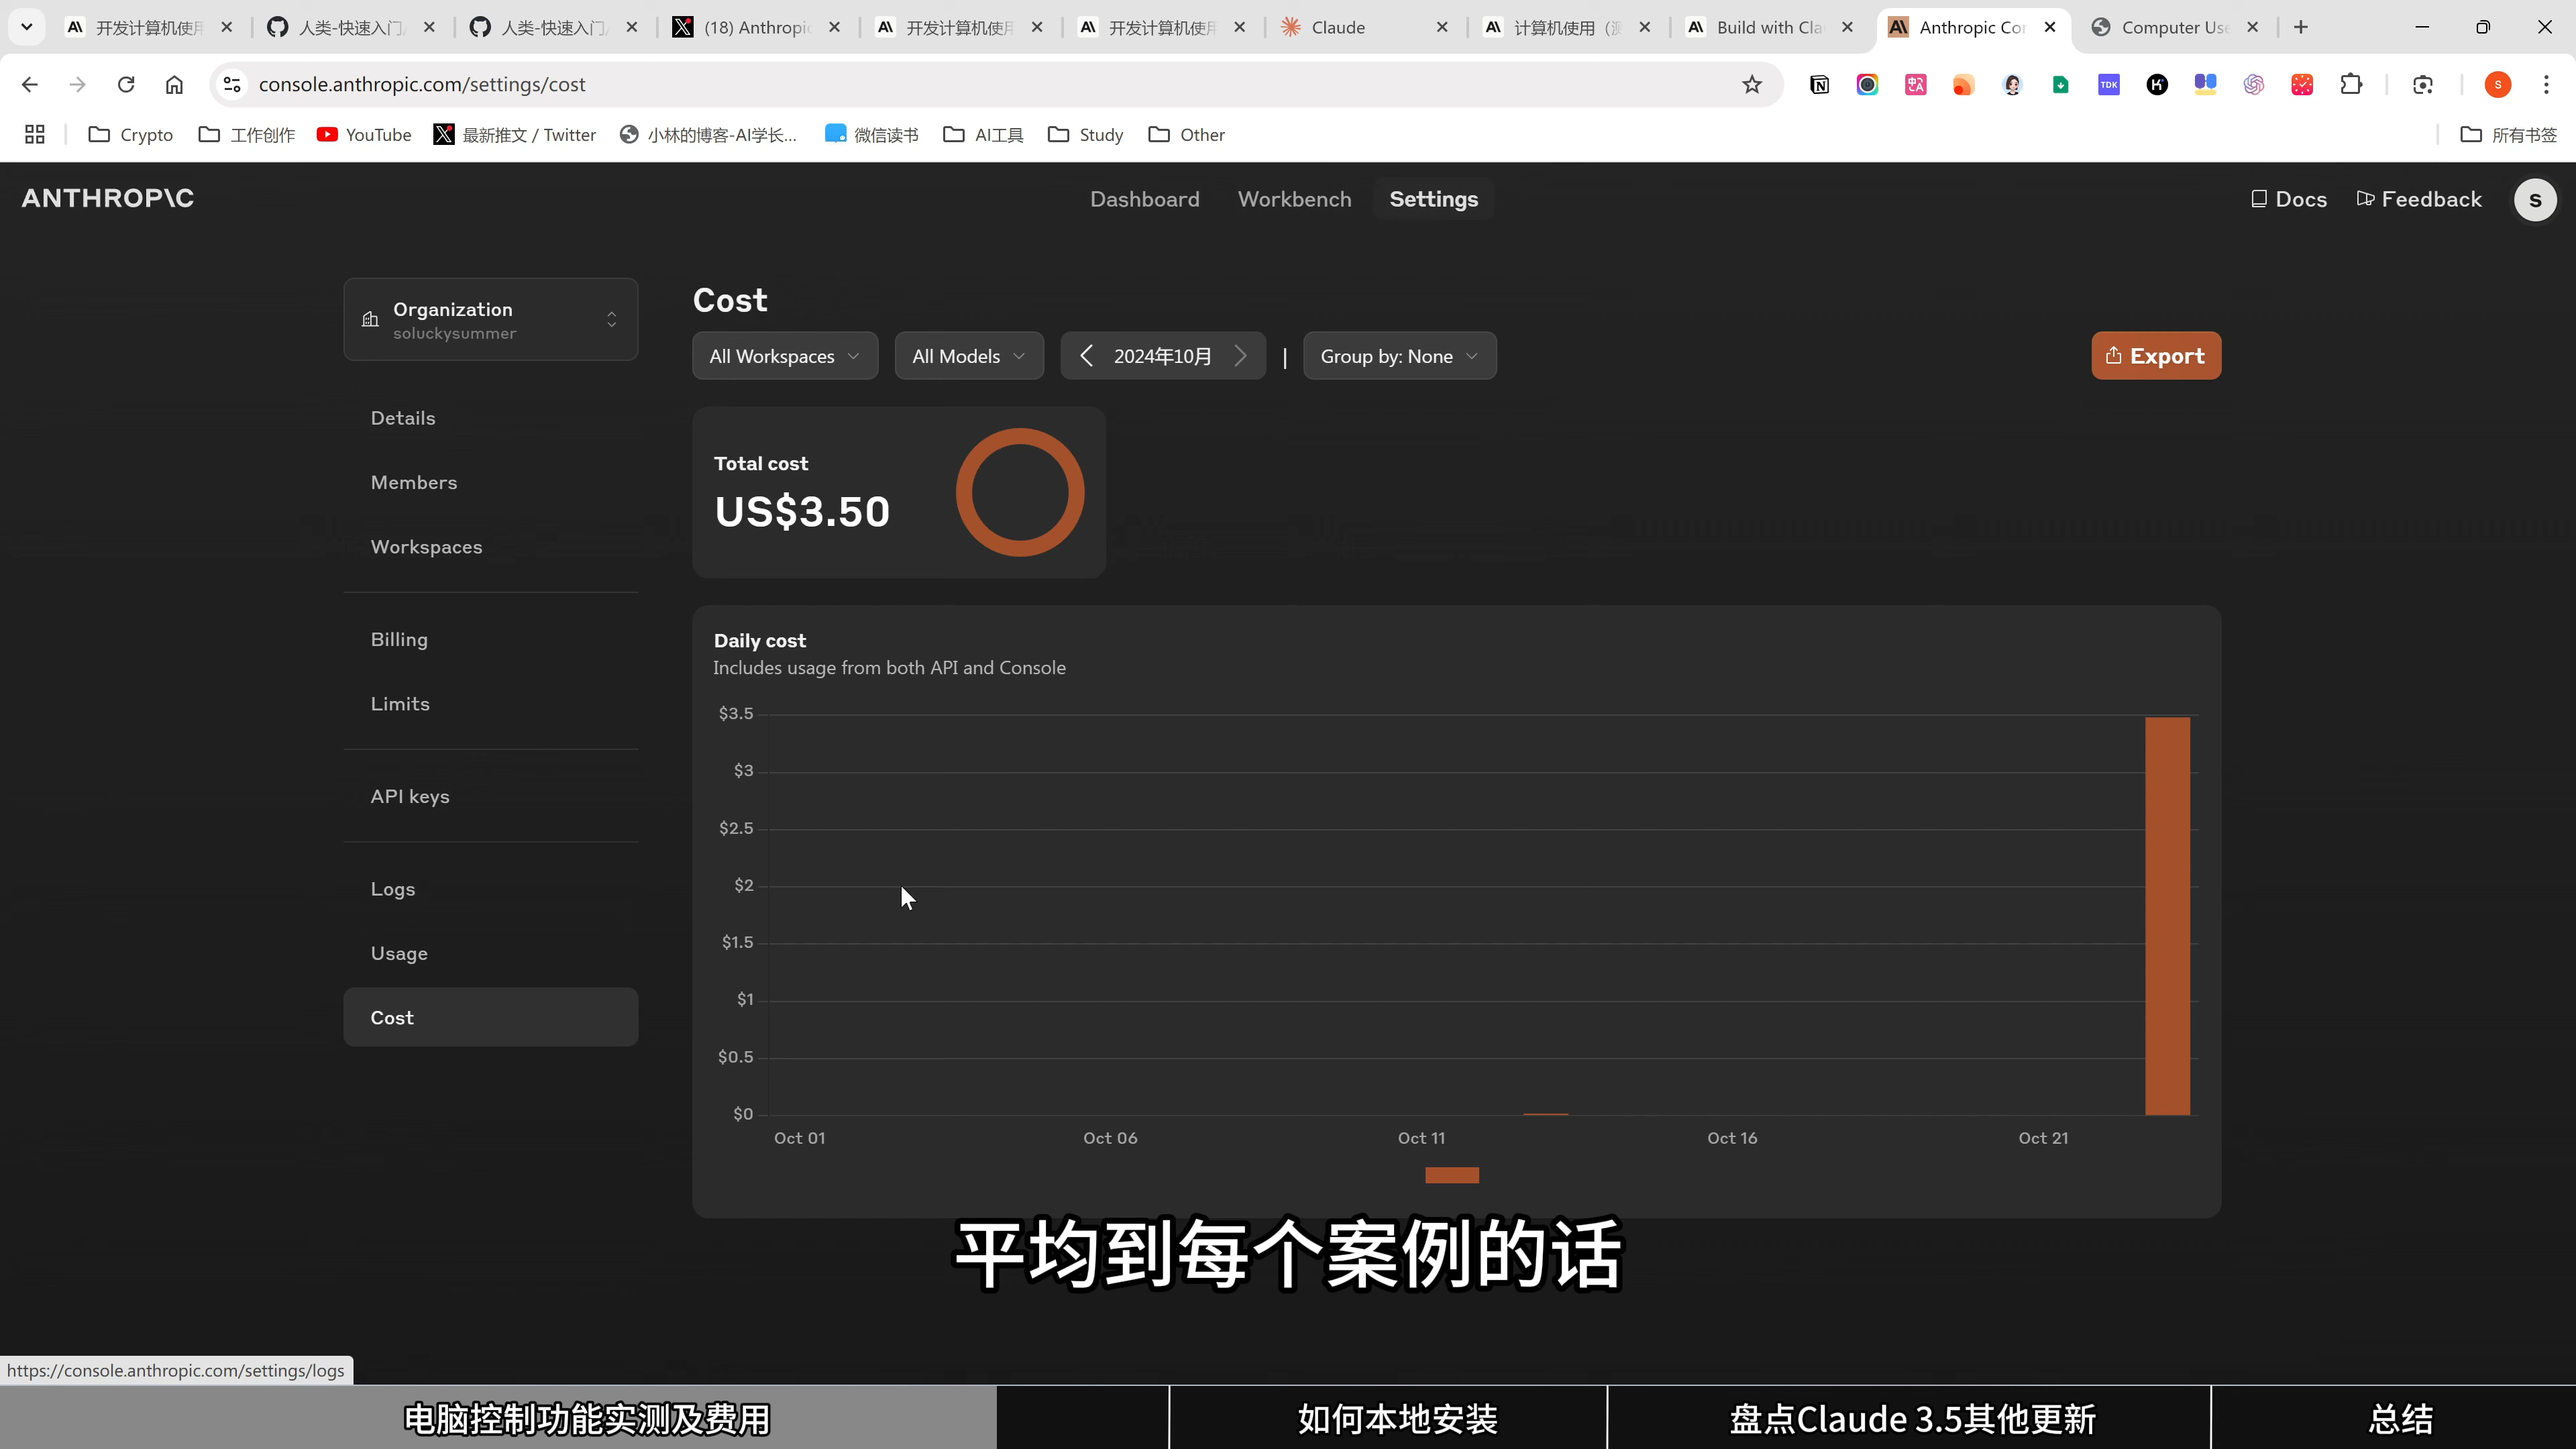 开发计算机使用
人类-快速入门/
人类-快速入门/
(18) Anthropic
开发计算机使用
开发计算机使用
Claude
计算机使用（测
Build with Cla
Anthropic Con
Computer Use
console.anthropic.com/settings/cost
Crypto
工作创作
YouTube
最新推文 / Twitter
小林的博客-AI学长...
微信读书
AI工具
Study
Other
所有书签
ANTHROP\C
Dashboard
Workbench
Settings
Docs
Feedback
S
Organization
soluckysummer
Details
Members
Workspaces
Billing
Limits
API keys
Logs
Usage
Cost
Cost
All Workspaces
All Models
2024年10月
|
Group by: None
Export
Total cost
US$3.50
Daily cost
Includes usage from both API and Console
$3.5
$3
$2.5
$2
$1.5
$1
$0.5
$0
Oct 01
Oct 06
Oct 11
Oct 16
Oct 21
平均到每个案例的话
https://console.anthropic.com/settings/logs
电脑控制功能实测及费用
如何本地安装
盘点Claude 3.5其他更新
总结